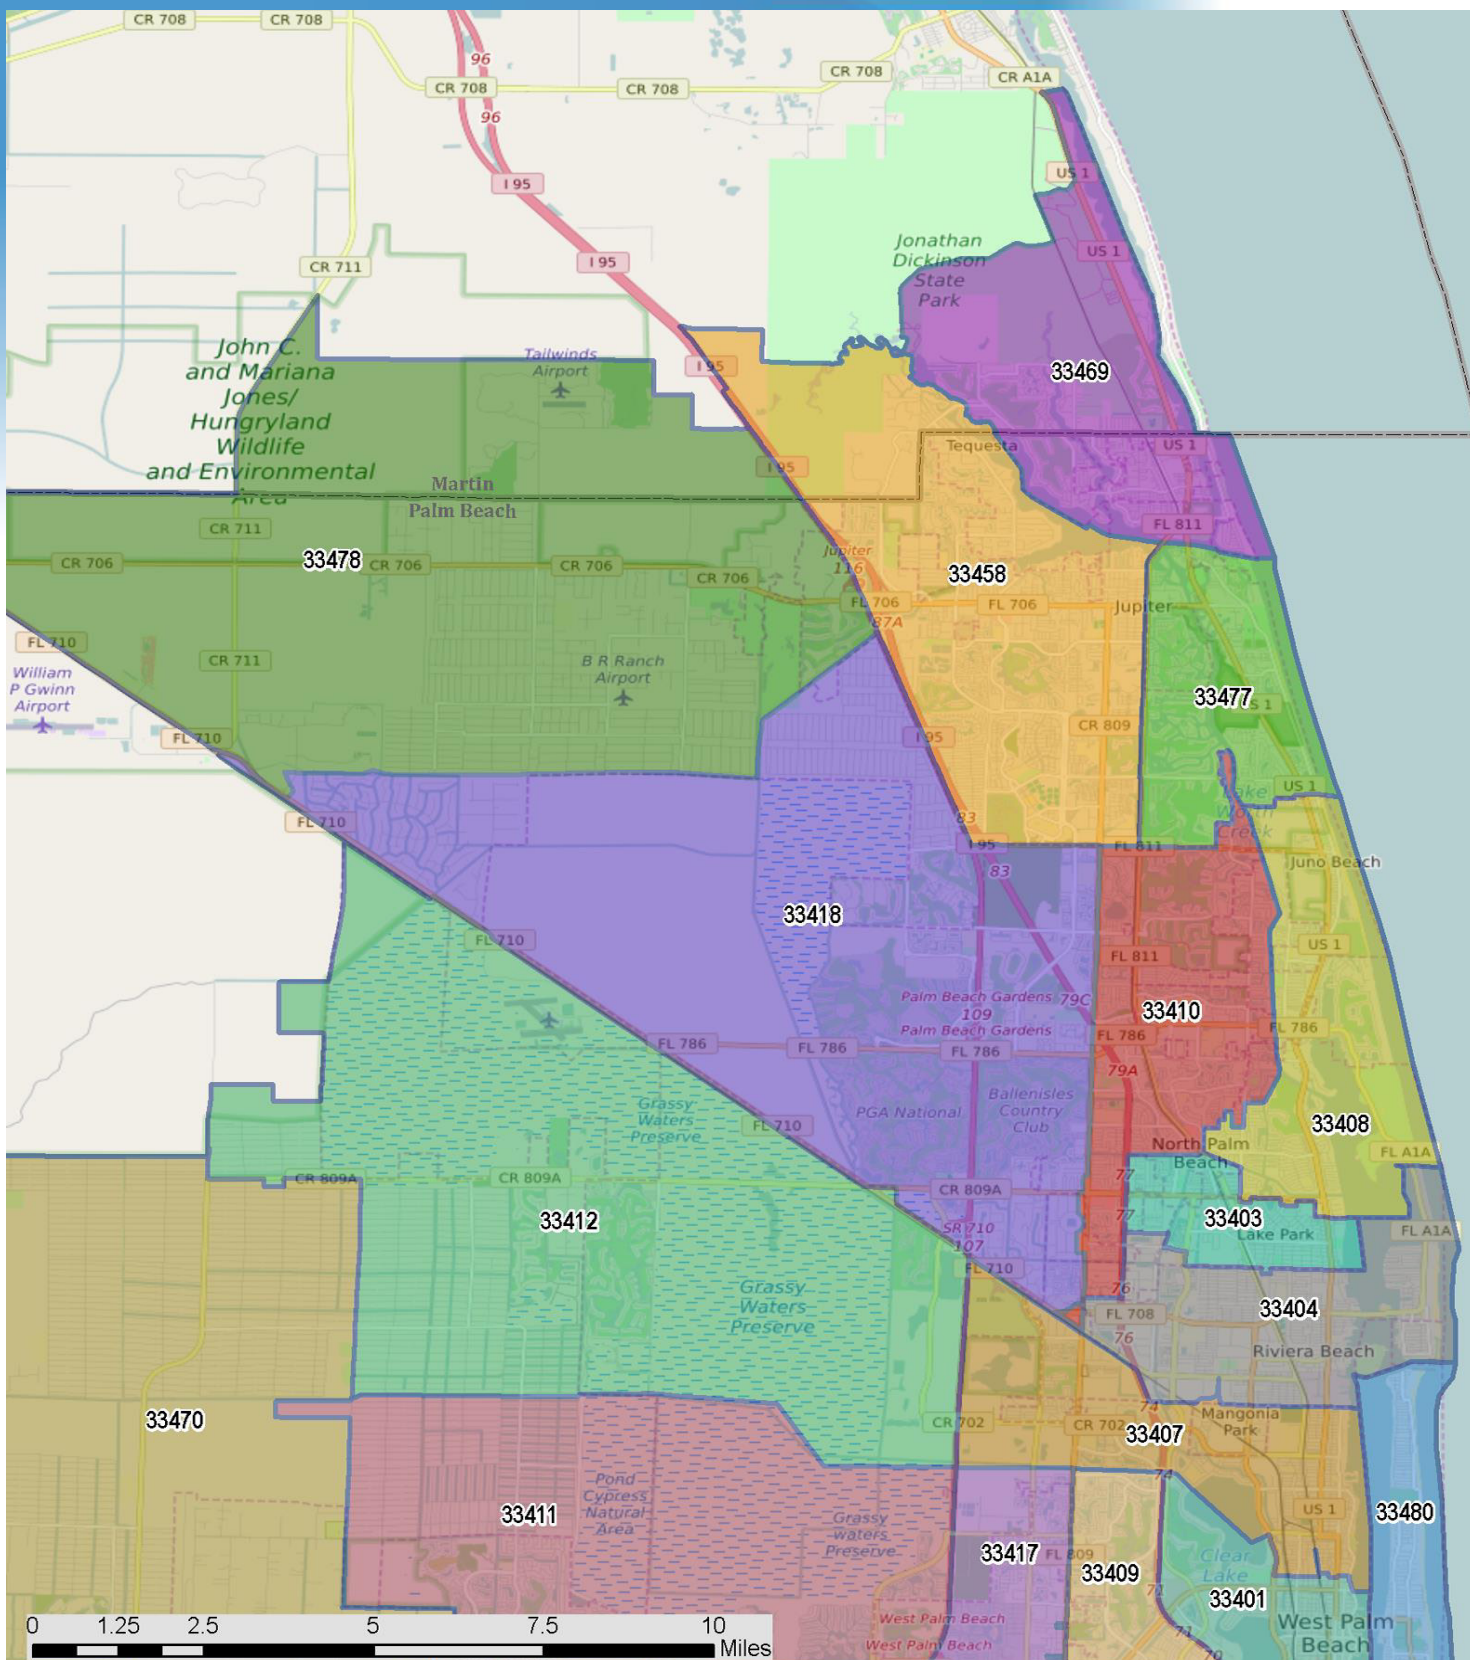 CR 708
CR 708
96
CR 708
CR 708
CR 708
CR A1A
96
I 95
US 1
Jonathan
Dickinson
State
Park
US 1
CR 711
I 95
John C.
and Mariana
Jones/
Hungryland
Wildlife
and Environmental
Area
Tailwinds
Airport
I 95
33469
Tequesta
US 1
I 95
Martin
Palm Beach
CR 711
FL 811
CR 706
33478
CR 706
CR 706
CR 706
Jupiter
116
33458
FL 706
FL 706
Jupiter
87A
FL 710
CR 711
B R Ranch
Airport
William
P Gwinn
Airport
33477
S 1
FL 710
I 95
CR 809
US 1
Lake
Worth
Creek
FL 710
83
I 95
FL 811
83
Juno Beach
33418
FL 710
US 1
FL 811
Palm Beach Gardens
109
Palm Beach Gardens
79C
33410
FL 786
FL 786
FL 786
FL 786
FL 786
79A
PGA National
Ballenisles
Country
Club
Grassy
Waters
Preserve
FL 710
33408
North Palm
Beach
FL A1A
CR 809A
CR 809A
CR 809A
77
77
33412
33403
Lake Park
SR 710
107
FL A1A
FL 710
Grassy
Waters
Preserve
76
FL 708
76
33404
Riviera Beach
33470
CR 702
CR 702
74
33407
Mangonia
Park
74
Pond
Cypress
Natural
Area
33411
Grassy
waters
Preserve
US 1
33480
33417
FL 809
33409
71
Clear
Lake
33401
West Palm Beach
West Palm Beach
71
70
West Palm
Beach
0 1.25 2.5 5 7.5 10
Miles